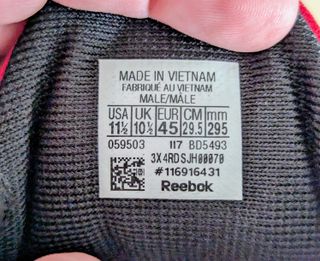 MADE IN VIETNAM
FABRIQUÉ AU VIETNAM
MALE/MÂLE
USA UK EUR CM mm
11½ 10½ 45 29.5 295
059503 117 BD5493
3X4RDSJH00070
#116916431
Reebok